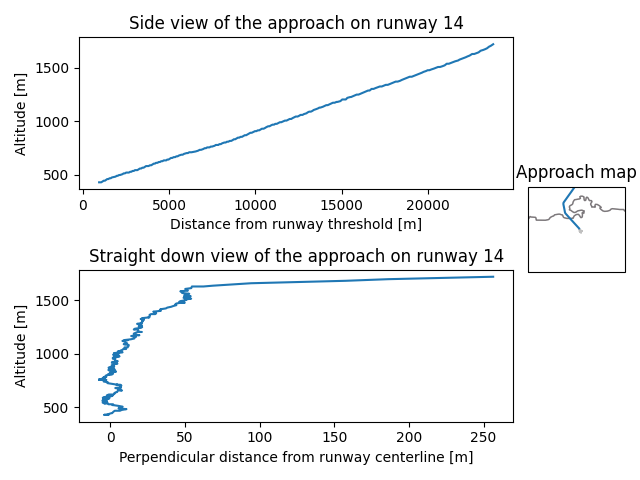 Side view of the approach on runway 14
Altitude [m]
1500
1000
500
0
5000
10000
15000
20000
Distance from runway threshold [m]
Approach map
Straight down view of the approach on runway 14
Altitude [m]
1500
1000
500
0
50
100
150
200
250
Perpendicular distance from runway centerline [m]